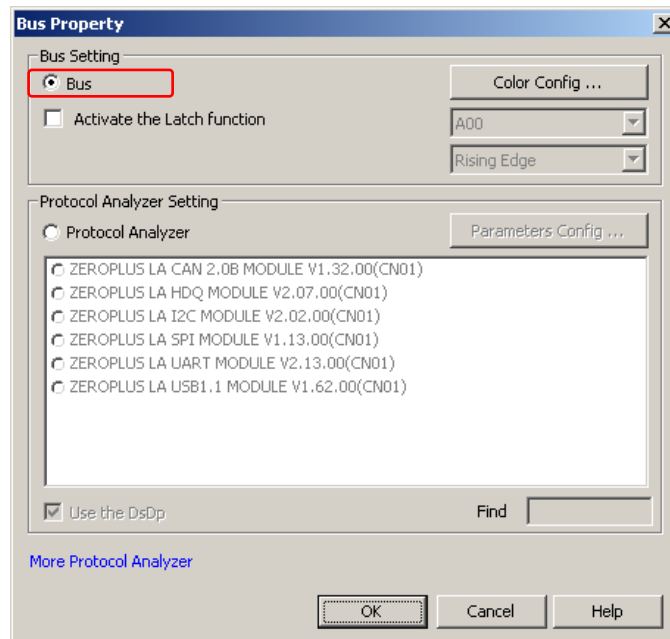 Bus Property
Bus Setting
Bus
Color Config ...
Activate the Latch function
A00
Rising Edge
Protocol Analyzer Setting
Protocol Analyzer
Parameters Config ...
ZEROPLUS LA CAN 2.0B MODULE V1.32.00(CN01)
ZEROPLUS LA HDQ MODULE V2.07.00(CN01)
ZEROPLUS LA I2C MODULE V2.02.00(CN01)
ZEROPLUS LA SPI MODULE V1.13.00(CN01)
ZEROPLUS LA UART MODULE V2.13.00(CN01)
ZEROPLUS LA USB1.1 MODULE V1.62.00(CN01)
Use the DsDp
Find
More Protocol Analyzer
OK
Cancel
Help